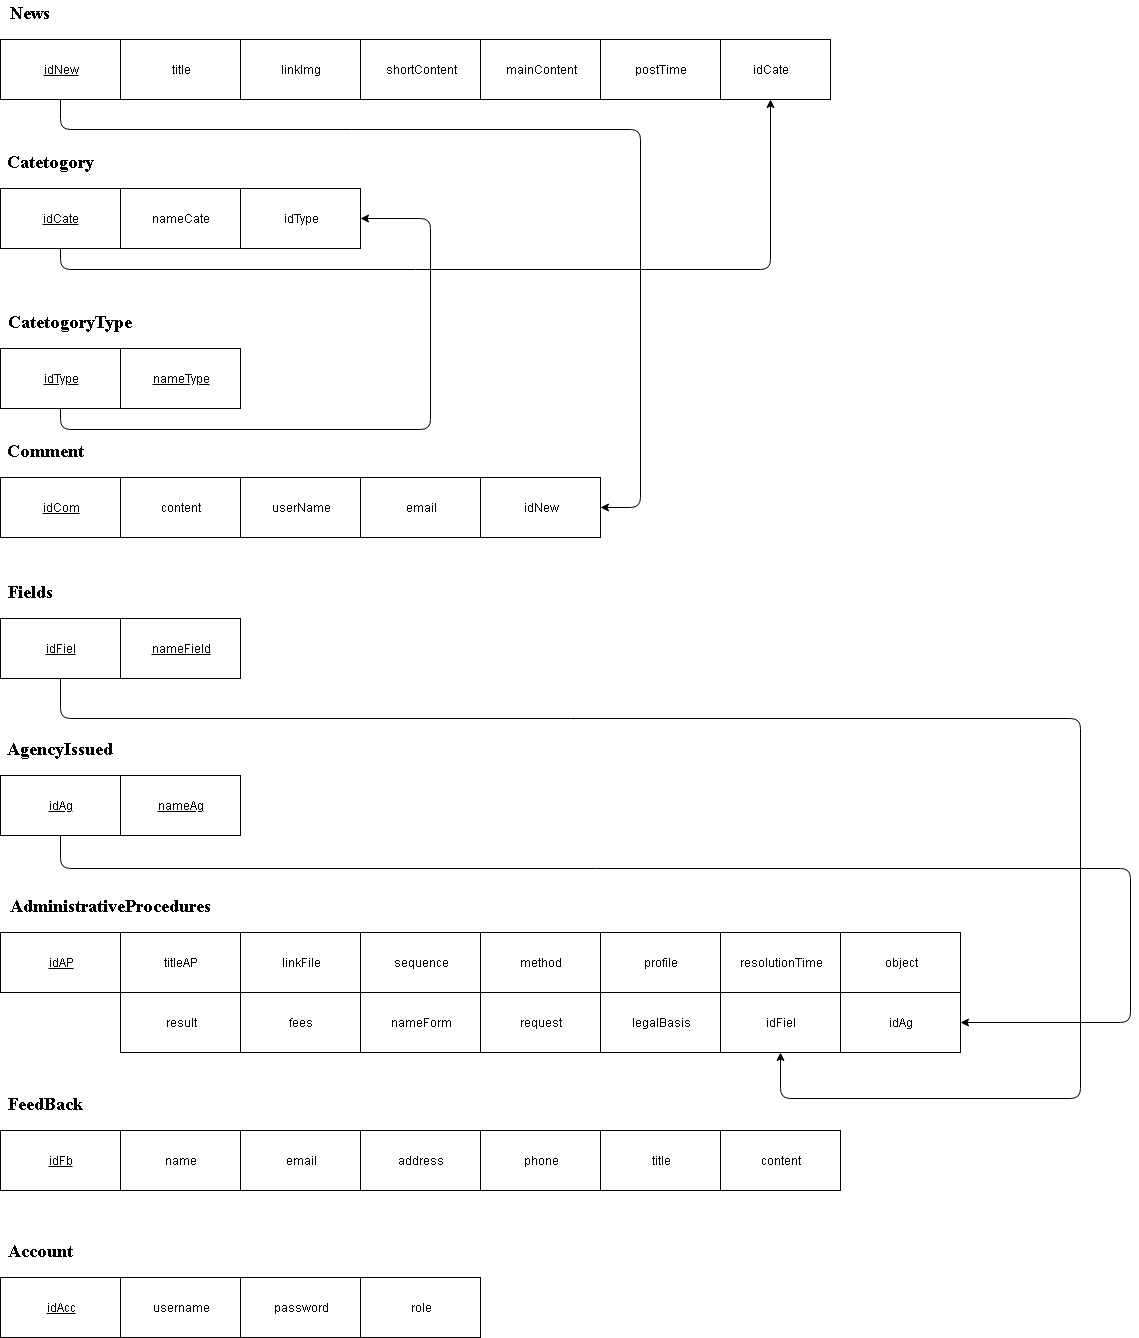 News
idNew title linkImg shortContent mainContent postTime idCate
Catetogory
idCate nameCate idType
CatetogoryType
idType nameType
Comment
idCom content userName email idNew
Fields
idFiel nameField
AgencyIssued
idAg nameAg
AdministrativeProcedures
idAP titleAP linkFile sequence method profile resolutionTime object
result fees nameForm request legalBasis idFiel idAg
FeedBack
idFb name email address phone title content
Account
idAcc username password role